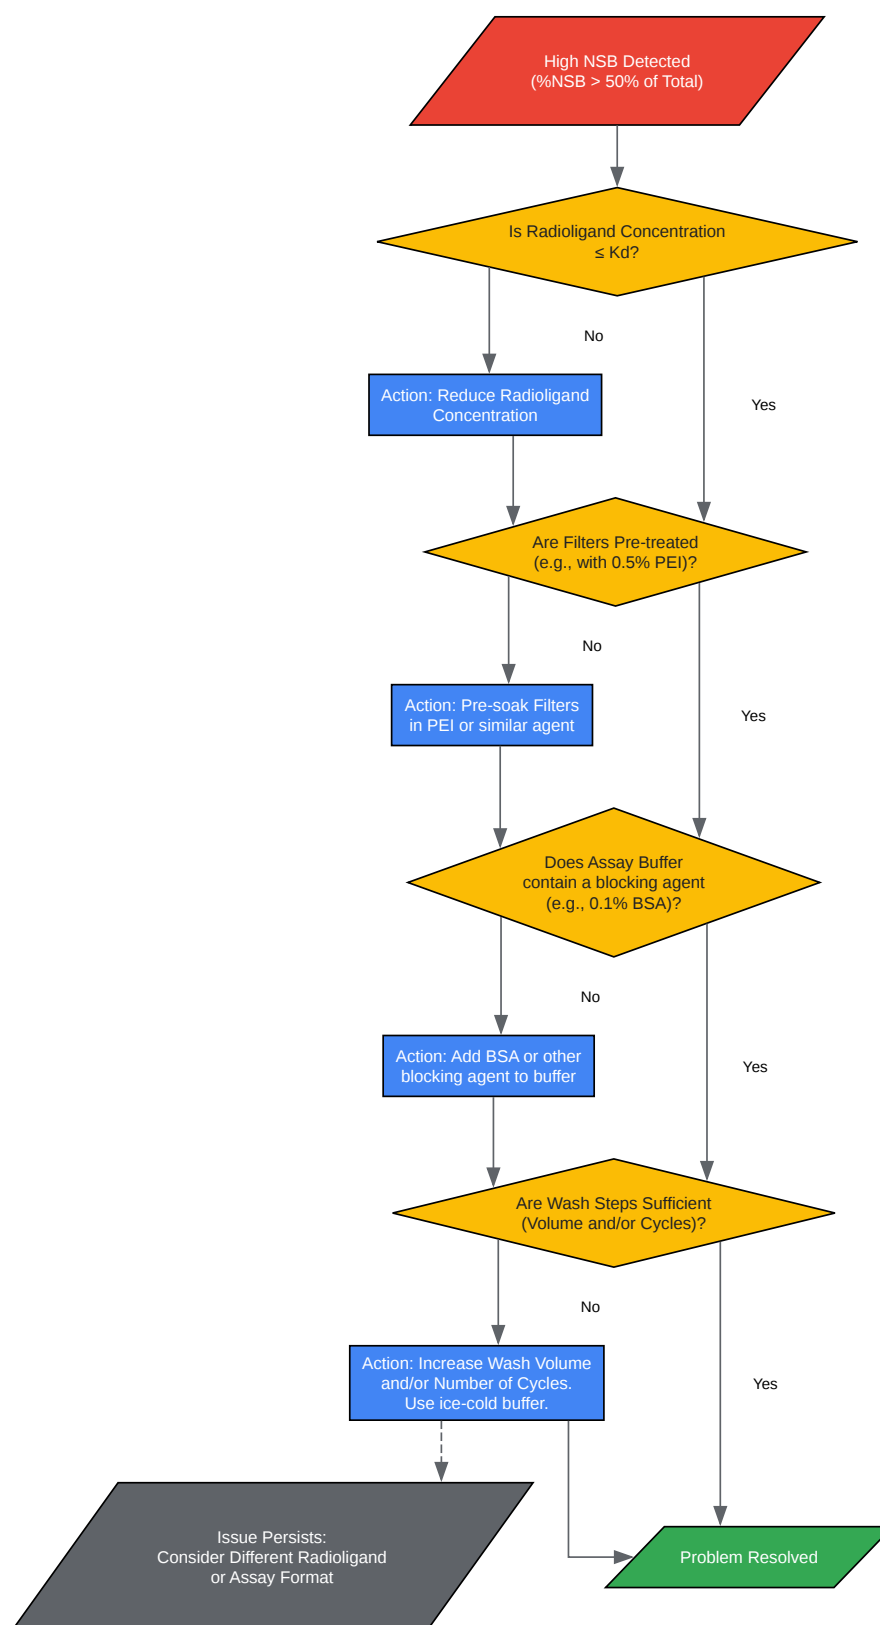 High NSB Detected
(%NSB > 50% of Total)
Is Radioligand Concentration
≤ Kd?
No
Action: Reduce Radioligand
Concentration
Yes
Are Filters Pre-treated
(e.g., with 0.5% PEI)?
No
Action: Pre-soak Filters
in PEI or similar agent
Yes
Does Assay Buffer
contain a blocking agent
(e.g., 0.1% BSA)?
No
Action: Add BSA or other
blocking agent to buffer
Yes
Are Wash Steps Sufficient
(Volume and/or Cycles)?
No
Action: Increase Wash Volume
and/or Number of Cycles.
Use ice-cold buffer.
Yes
Issue Persists:
Consider Different Radioligand
or Assay Format
Problem Resolved